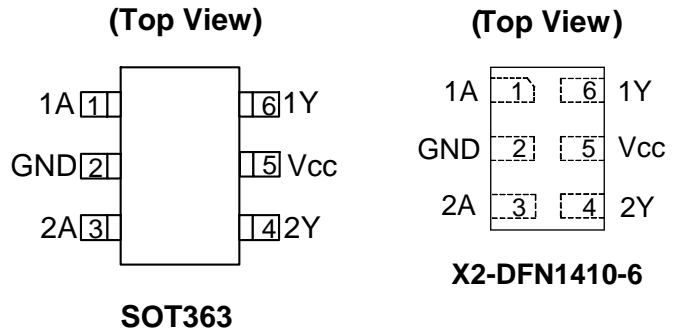 (Top View)
1A 1 6 1Y
GND 2 5 Vcc
2A 3 4 2Y
SOT363
(Top View)
1A 1 6 1Y
GND 2 5 Vcc
2A 3 4 2Y
X2-DFN1410-6